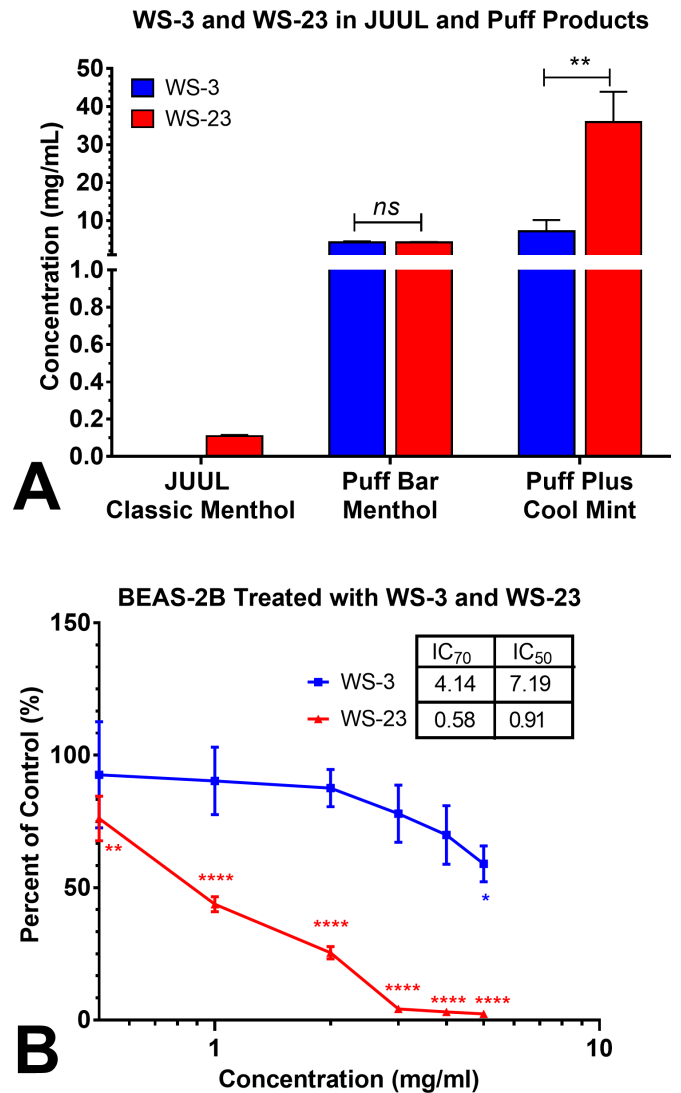 WS-3 and WS-23 in JUUL and Puff Products
Concentration (mg/mL)
50
40
30
20
10
1.0
0.8
0.6
0.4
0.2
0.0
WS-3
WS-23
ns
**
JUUL
Classic Menthol
Puff Bar
Menthol
Puff Plus
Cool Mint
A
BEAS-2B Treated with WS-3 and WS-23
Percent of Control (%)
150
100
50
0
WS-3
WS-23
IC70 IC50
4.14 7.19
0.58 0.91
**
****
****
****
****
****
*
1 10
Concentration (mg/ml)
B